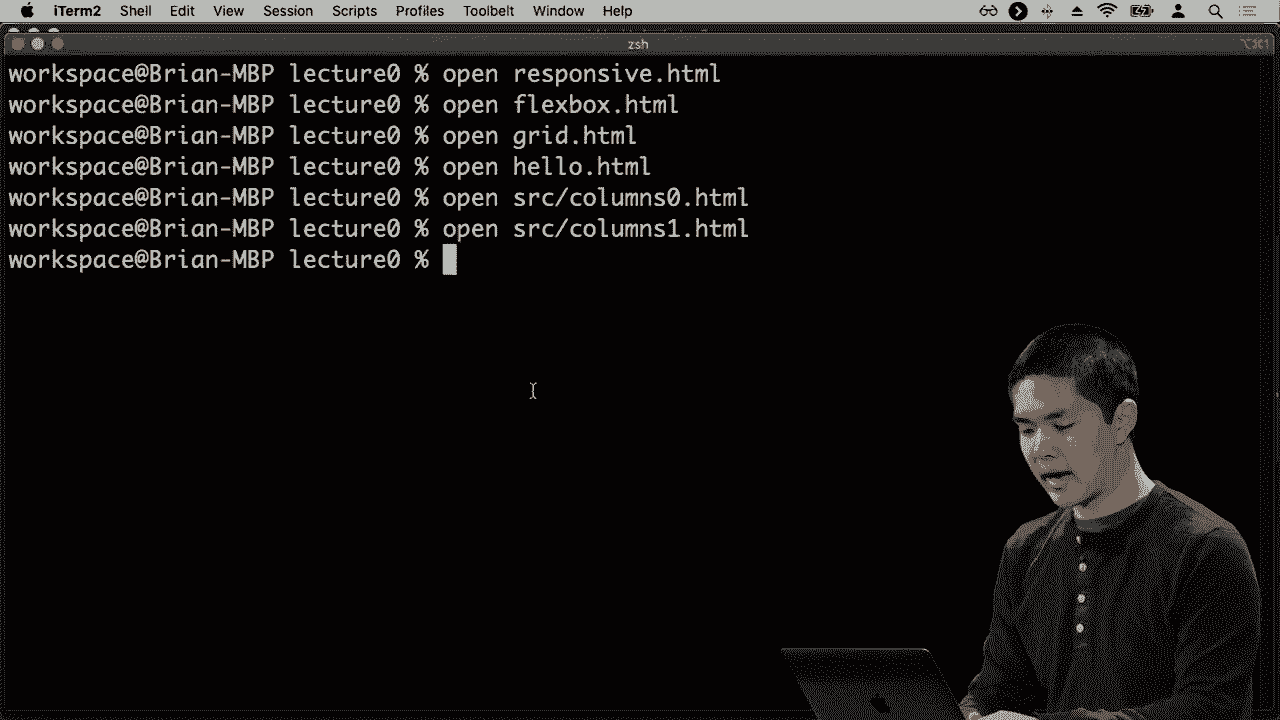 iTerm2 Shell Edit View Session Scripts Profiles Toolbelt Window Help
zsh
workspace@Brian-MBP lecture0 % open responsive.html
workspace@Brian-MBP lecture0 % open flexbox.html
workspace@Brian-MBP lecture0 % open grid.html
workspace@Brian-MBP lecture0 % open hello.html
workspace@Brian-MBP lecture0 % open src/columns0.html
workspace@Brian-MBP lecture0 % open src/columns1.html
workspace@Brian-MBP lecture0 %